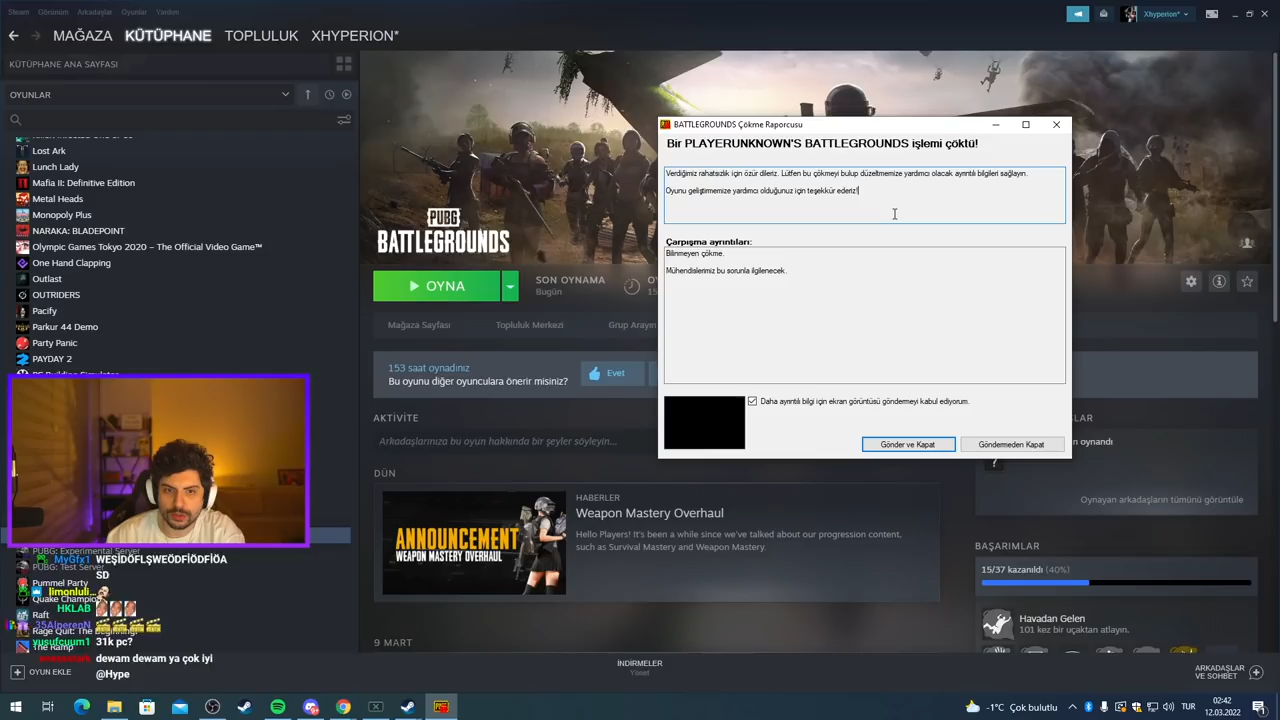 Steam Görünüm Arkadaşlar Oyunlar Yardım
Xhyperion*
MAĞAZA KÜTÜPHANE TOPLULUK XHYPERION*
KÜTÜPHANE ANA SAYFASI
OYUNLAR
Lost Ark
Lunch Lady
Mafia II: Definitive Edition
Metal Heads
Monopoly Plus
NARAKA: BLADEPOINT
Olympic Games Tokyo 2020 – The Official Video Game™
One Hand Clapping
Outlast
OUTRIDERS
Pacify
Parkur 44 Demo
Party Panic
PAYDAY 2
PC Building Simulator
PUBG: Experimental Server
PUBG: Test Server
Pummel Party
Quake Champions
Raft
Rage Quit: The Beginning!
The Ramp
MyGfx1 WEŞİDÖFLŞWEÖDFİÖDFİÖA
SD
limonluli...
HKLAB
35AlperenN
yusufcuum1 31k pc?
dewam dewam ya çok iyi
@Hype
OYUN EKLE
PUBG
BATTLEGROUNDS
OYNA
SON OYNAMA
Bugün
Mağaza Sayfası Topluluk Merkezi Grup Arayın
153 saat oynadınız
Bu oyunu diğer oyunculara önerir misiniz?
Evet
AKTİVİTE
Arkadaşlarınıza bu oyun hakkında bir şeyler söyleyin...
DÜN
ANNOUNCEMENT
WEAPON MASTERY OVERHAUL
HABERLER
Weapon Mastery Overhaul
Hello Players! It's been a while since we've talked about our progression content,
such as Survival Mastery and Weapon Mastery.
9 MART
BATTLEGROUNDS Çökme Raporcusu
Bir PLAYERUNKNOWN'S BATTLEGROUNDS işlemi çöktü!
Verdiğimiz rahatsızlık için özür dileriz. Lütfen bu çökmeyi bulup düzeltmemize yardımcı olacak ayrıntılı bilgileri sağlayın.
Oyunu geliştirmemize yardımcı olduğunuz için teşekkür ederiz!
Çarpışma ayrıntıları:
Bilinmeyen çökme.
Mühendislerimiz bu sorunla ilgilenecek.
Daha ayrıntılı bilgi için ekran görüntüsü göndermeyi kabul ediyorum.
Gönder ve Kapat
Göndermeden Kapat
oynandı
?
Oynayan arkadaşların tümünü görüntüle
BAŞARIMLAR
15/37 kazanıldı (40%)
Havadan Gelen
101 kez bir uçaktan atlayın.
İNDİRMELER
Yönet
ARKADAŞLAR
VE SOHBET
Çok bulutlu
TUR
02:42
12.03.2022